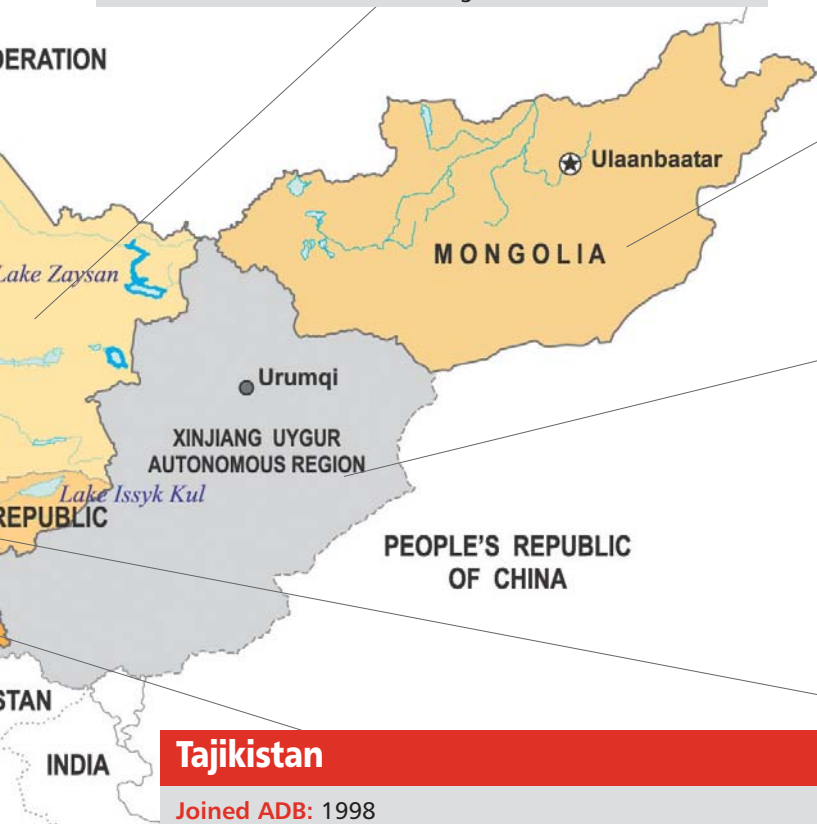 DERATION
Ulaanbaatar
MONGOLIA
Lake Zaysan
Urumqi
XINJIANG UYGUR
AUTONOMOUS REGION
Lake Issyk Kul
REPUBLIC
PEOPLE'S REPUBLIC
OF CHINA
STAN
INDIA
Tajikistan
Joined ADB: 1998